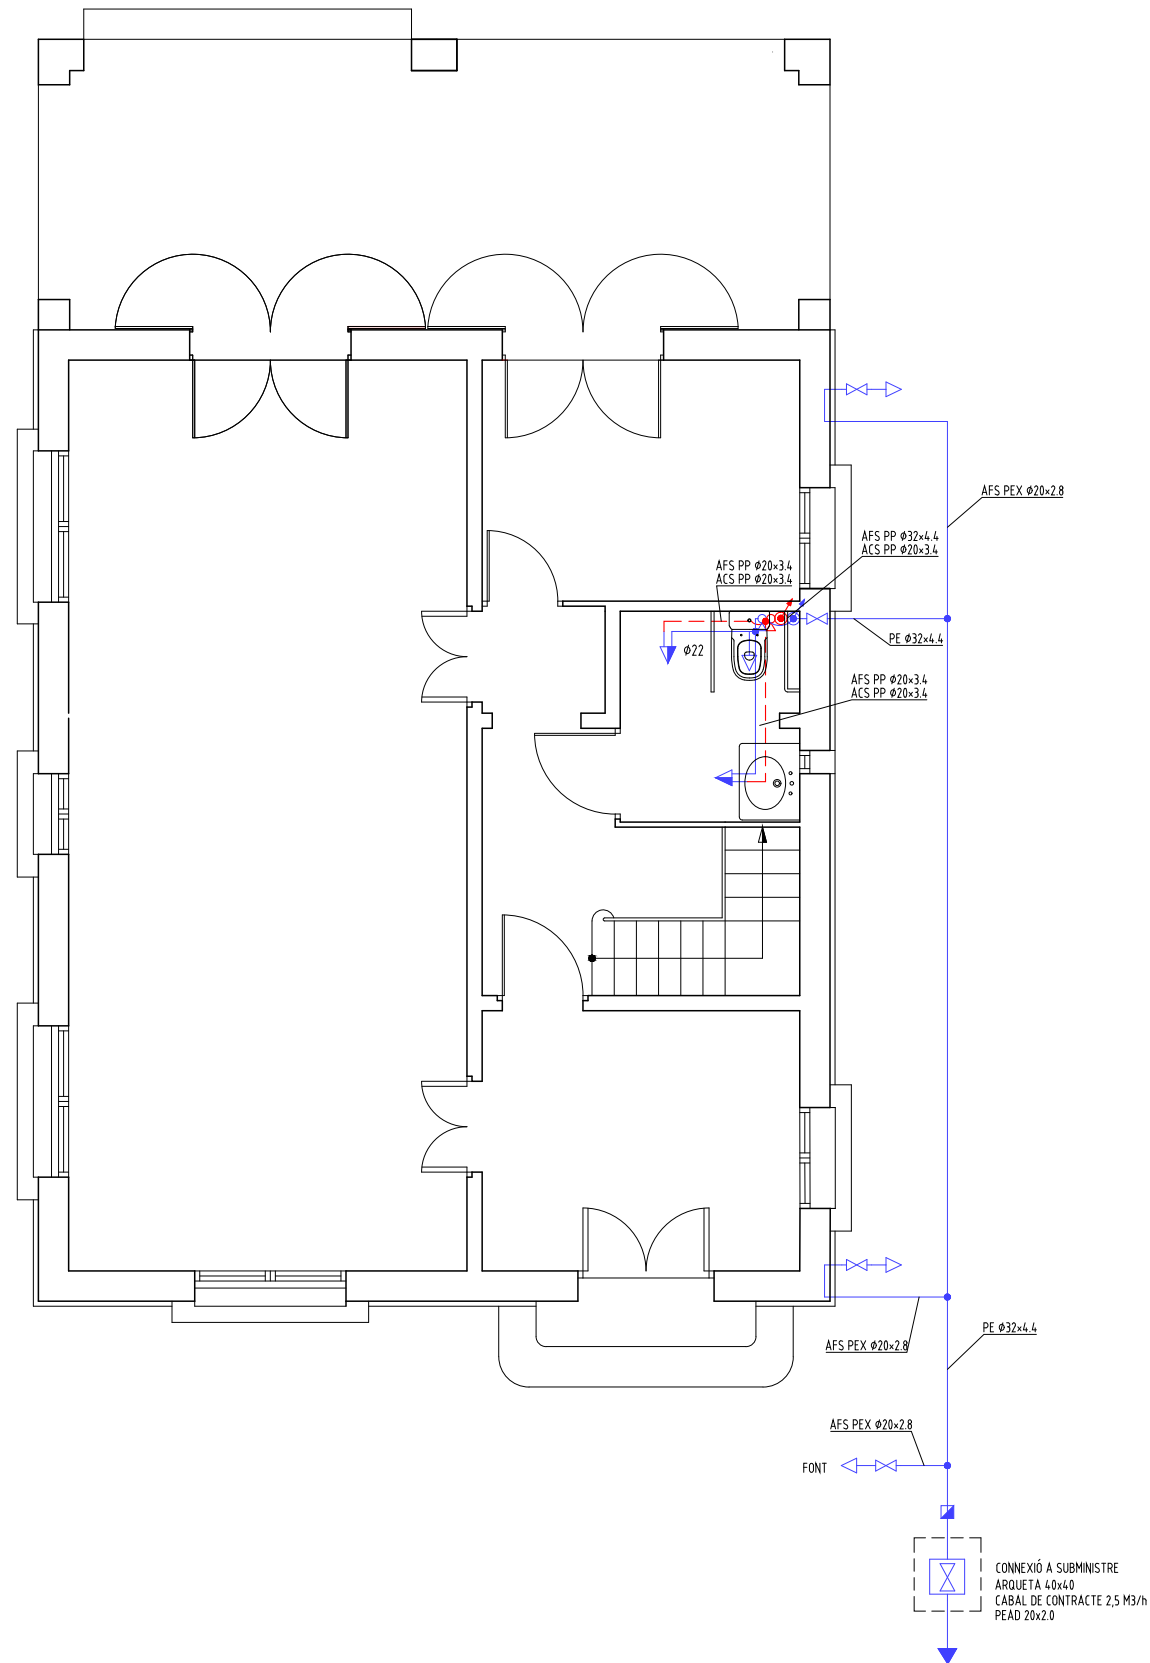 AFS PEX Ø20x2.8
AFS PP Ø32x4.4
ACS PP Ø20x3.4
AFS PP Ø20x3.4
ACS PP Ø20x3.4
PE Ø32x4.4
Ø22
AFS PP Ø20x3.4
ACS PP Ø20x3.4
PE Ø32x4.4
AFS PEX Ø20x2.8
AFS PEX Ø20x2.8
FONT
CONNEXIÓ A SUBMINISTRE
ARQUETA 40x40
CABAL DE CONTRACTE 2,5 M3/h
PEAD 20x2.0